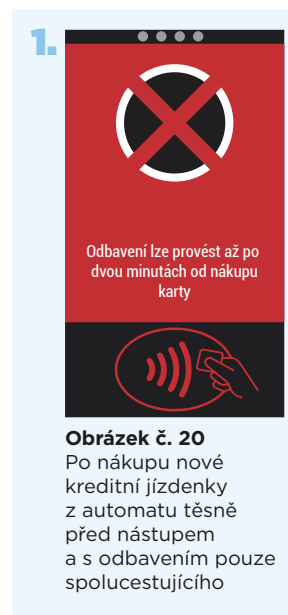 1.
Odbavení lze provést až po
dvou minutách od nákupu
karty
Obrázek č. 20
Po nákupu nové
kreditní jízdenky
z automatu těsně
před nástupem
a s odbavením pouze
spolucestujícího